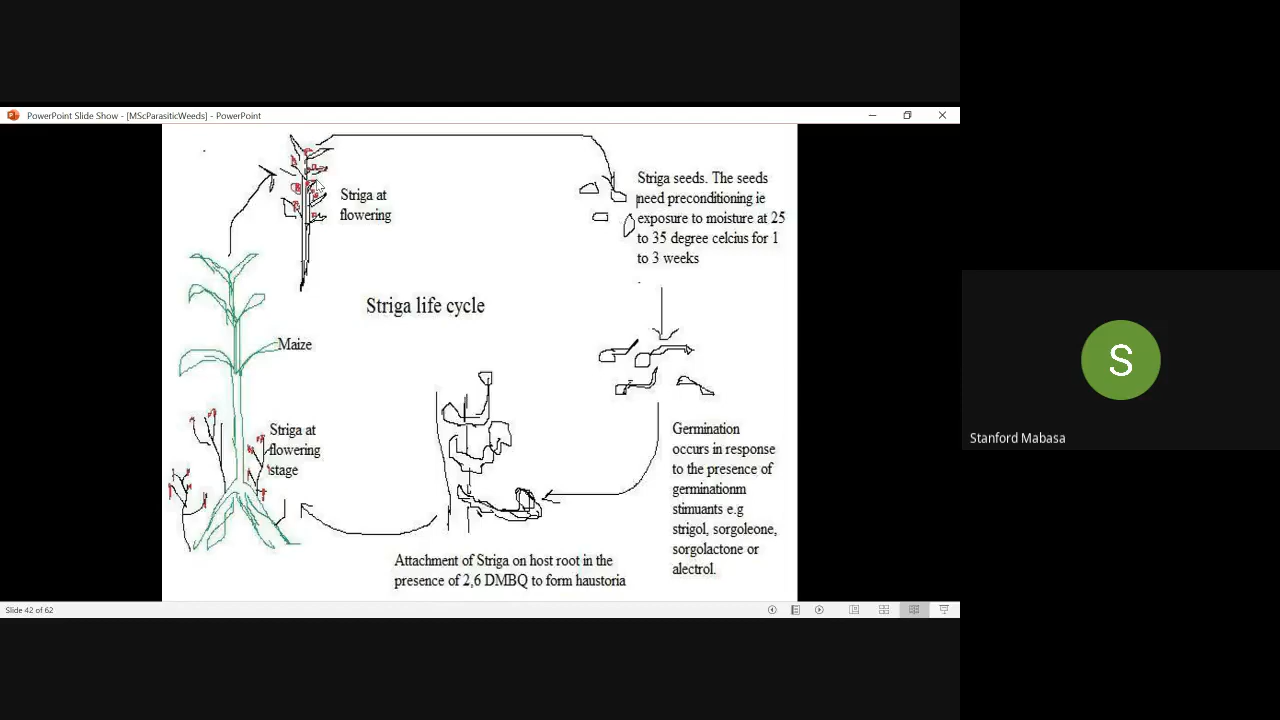 PowerPoint Slide Show - [MScParasiticWeeds] - PowerPoint
Striga at
flowering
Striga seeds. The seeds
need preconditioning ie
exposure to moisture at 25
to 35 degree celcius for 1
to 3 weeks
Striga life cycle
Maize
Striga at
flowering
stage
Germination
occurs in response
to the presence of
germinationm
stimuants e.g
strigol, sorgoleone,
sorgolactone or
alectrol.
Attachment of Striga on host root in the
presence of 2,6 DMBQ to form haustoria
Slide 42 of 62
S
Stanford Mabasa